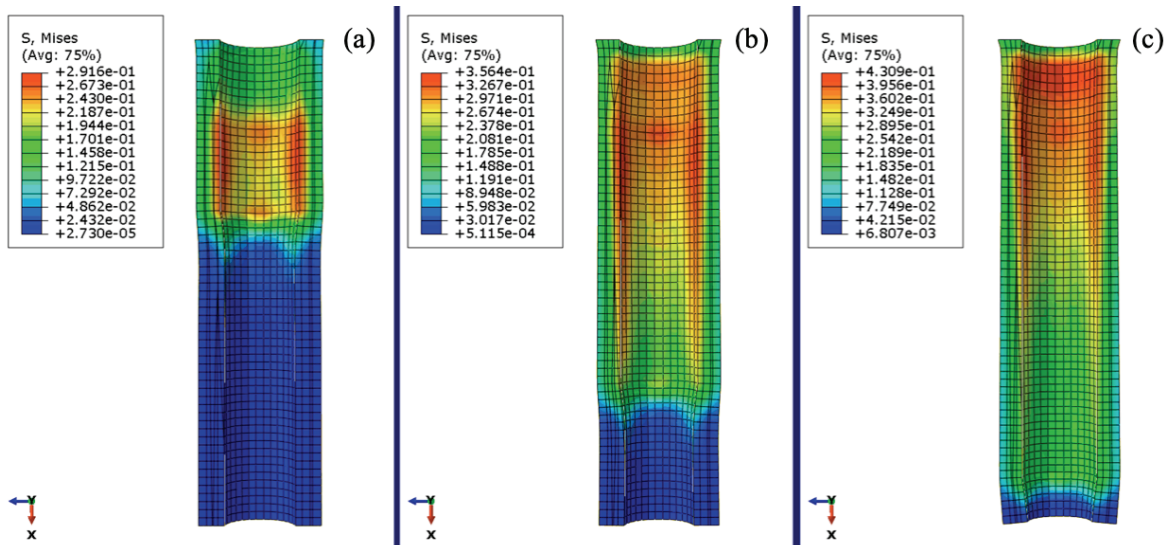 S, Mises
(Avg: 75%)
+2.916e-01
+2.673e-01
+2.430e-01
+2.187e-01
+1.944e-01
+1.701e-01
+1.458e-01
+1.215e-01
+9.722e-02
+7.292e-02
+4.862e-02
+2.432e-02
+2.730e-05
(a)
Y
X
S, Mises
(Avg: 75%)
+3.564e-01
+3.267e-01
+2.971e-01
+2.674e-01
+2.378e-01
+2.081e-01
+1.785e-01
+1.488e-01
+1.191e-01
+8.948e-02
+5.983e-02
+3.017e-02
+5.115e-04
(b)
Y
X
S, Mises
(Avg: 75%)
+4.309e-01
+3.956e-01
+3.602e-01
+3.249e-01
+2.895e-01
+2.542e-01
+2.189e-01
+1.835e-01
+1.482e-01
+1.128e-01
+7.749e-02
+4.215e-02
+6.807e-03
(c)
Y
X